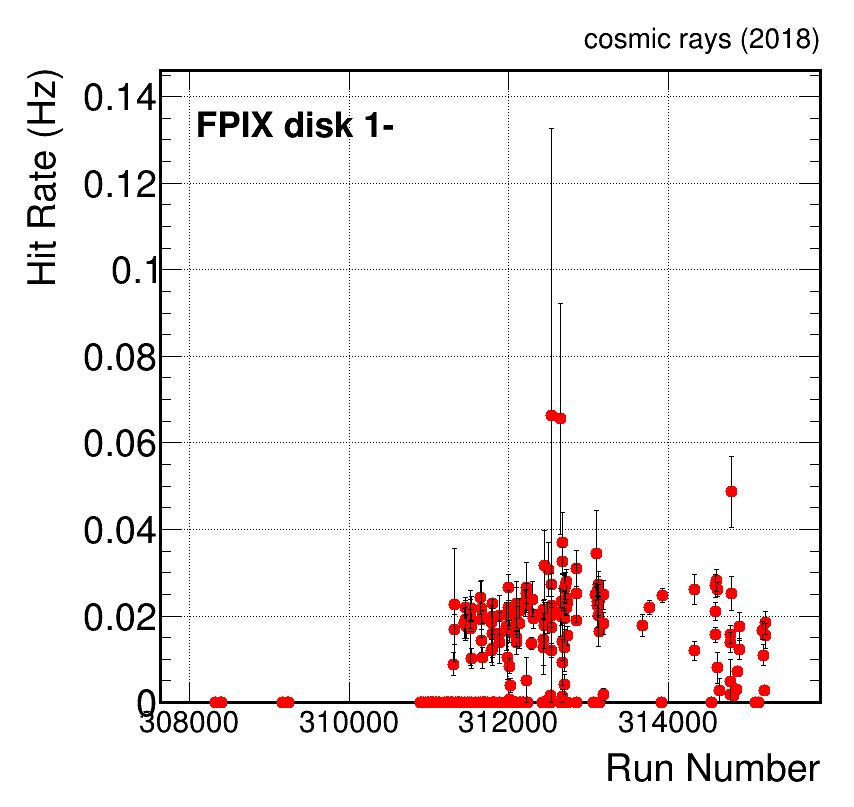 cosmic rays (2018)
Hit Rate (Hz)
FPIX disk 1-
0.14
0.12
0.1
0.08
0.06
0.04
0.02
0
308000 310000 312000 314000
Run Number